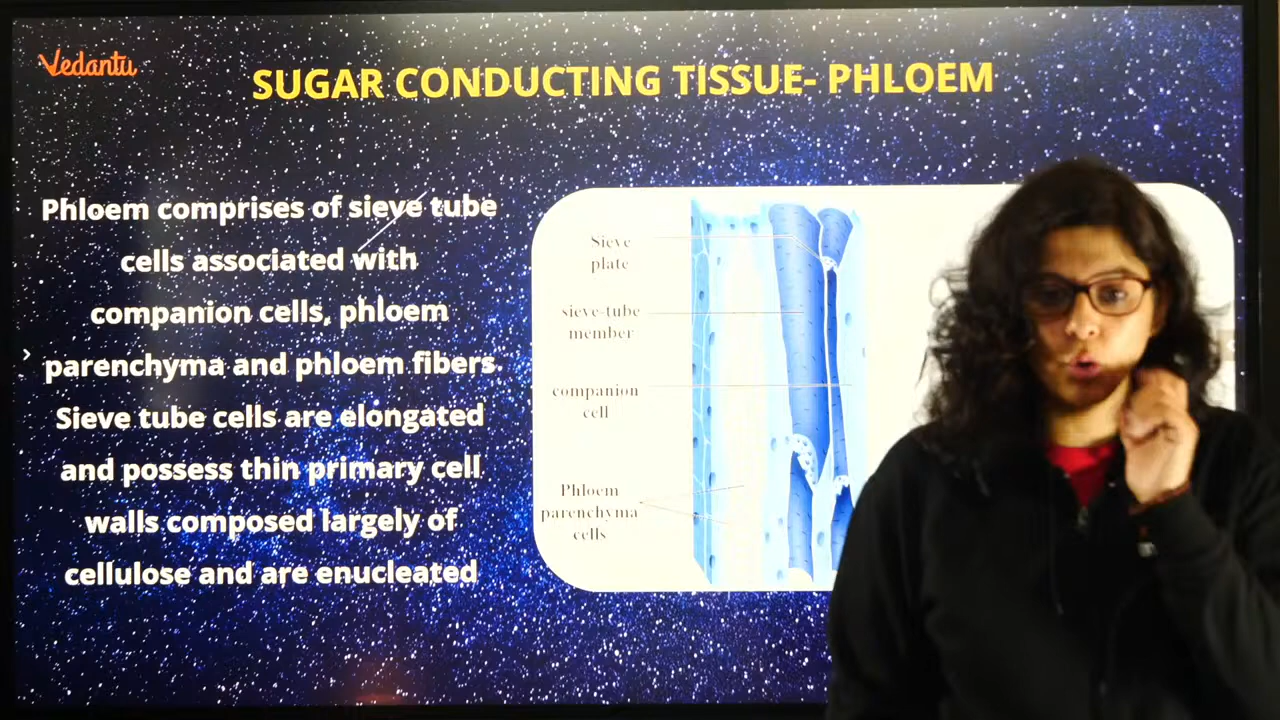 Vedantu
SUGAR CONDUCTING TISSUE- PHLOEM
Phloem comprises of sieve tube
cells associated with
companion cells, phloem
parenchyma and phloem fibers.
Sieve tube cells are elongated
and possess thin primary cell
walls composed largely of
cellulose and are enucleated
Sieve
plate
sieve-tube
member
companion
cell
Phloem
parenchyma
cells